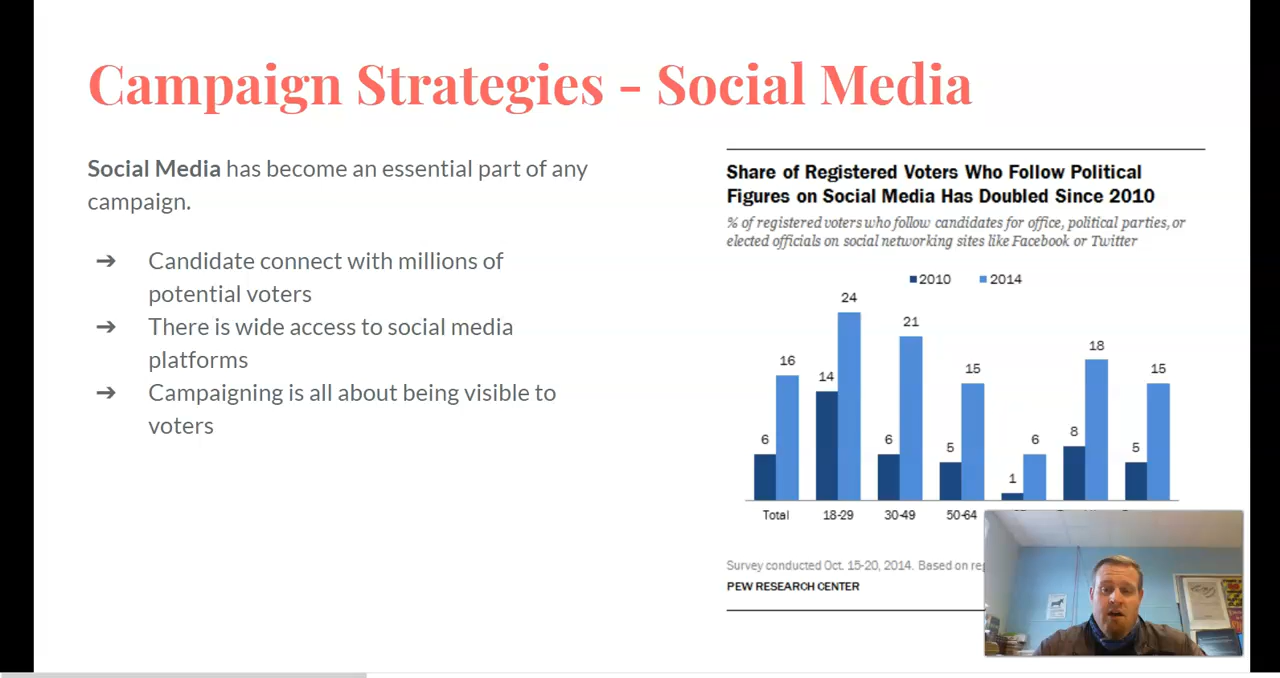 Campaign Strategies - Social Media
Social Media has become an essential part of any
campaign.
➔ Candidate connect with millions of
potential voters
➔ There is wide access to social media
platforms
➔ Campaigning is all about being visible to
voters
Share of Registered Voters Who Follow Political
Figures on Social Media Has Doubled Since 2010
% of registered voters who follow candidates for office, political parties, or
elected officials on social networking sites like Facebook or Twitter
2010 2014
6 16 14 24 6 21 5 15 1 6 8 18 5 15
Total 18-29 30-49 50-64
Survey conducted Oct. 15-20, 2014. Based on
PEW RESEARCH CENTER